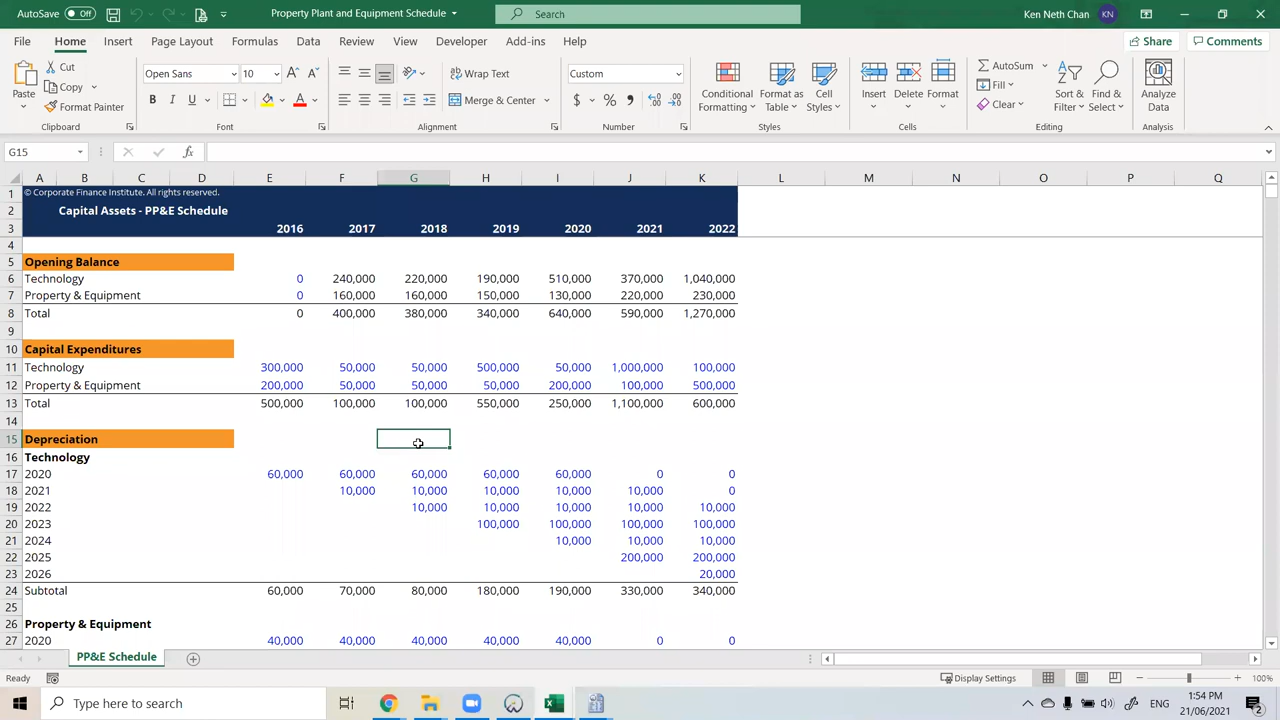 AutoSave Off Property Plant and Equipment Schedule Search Ken Neth Chan KN
File Home Insert Page Layout Formulas Data Review View Developer Add-ins Help Share Comments
Paste Cut Copy Format Painter Clipboard
Open Sans 10 B I U A Font
Wrap Text Merge & Center Alignment
Custom $ % Number
Conditional Formatting Format as Table Cell Styles Styles
Insert Delete Format Cells
AutoSum Fill Clear Sort & Filter Find & Select Editing
Analyze Data Analysis
G15 fx
A B C D E F G H I J K L M N O P Q
1 © Corporate Finance Institute. All rights reserved.
2 Capital Assets - PP&E Schedule
3 2016 2017 2018 2019 2020 2021 2022
4
5 Opening Balance
6 Technology 0 240,000 220,000 190,000 510,000 370,000 1,040,000
7 Property & Equipment 0 160,000 160,000 150,000 130,000 220,000 230,000
8 Total 0 400,000 380,000 340,000 640,000 590,000 1,270,000
9
10 Capital Expenditures
11 Technology 300,000 50,000 50,000 500,000 50,000 1,000,000 100,000
12 Property & Equipment 200,000 50,000 50,000 50,000 200,000 100,000 500,000
13 Total 500,000 100,000 100,000 550,000 250,000 1,100,000 600,000
14
15 Depreciation
16 Technology
17 2020 60,000 60,000 60,000 60,000 60,000 0 0
18 2021 10,000 10,000 10,000 10,000 10,000 0
19 2022 10,000 10,000 10,000 10,000 10,000
20 2023 100,000 100,000 100,000 100,000
21 2024 10,000 10,000 10,000
22 2025 200,000 200,000
23 2026 20,000
24 Subtotal 60,000 70,000 80,000 180,000 190,000 330,000 340,000
25
26 Property & Equipment
27 2020 40,000 40,000 40,000 40,000 40,000 0 0
PP&E Schedule
Ready Display Settings 100%
Type here to search 1:54 PM
21/06/2021 2